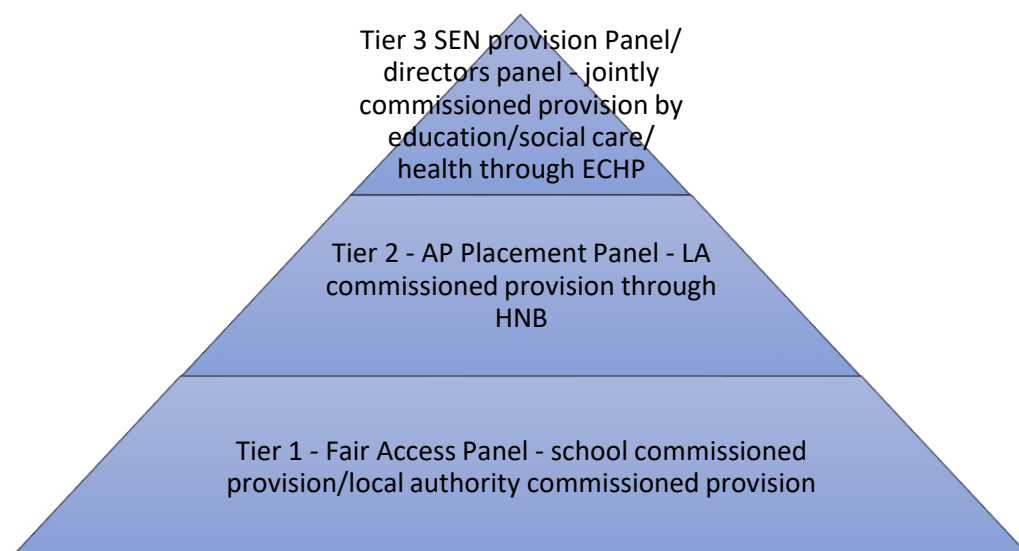 Tier 3 SEN provision Panel/
directors panel - jointly
commissioned provision by
education/social care/
health through ECHP
Tier 2 - AP Placement Panel - LA
commissioned provision through
HNB
Tier 1 - Fair Access Panel - school commissioned
provision/local authority commissioned provision